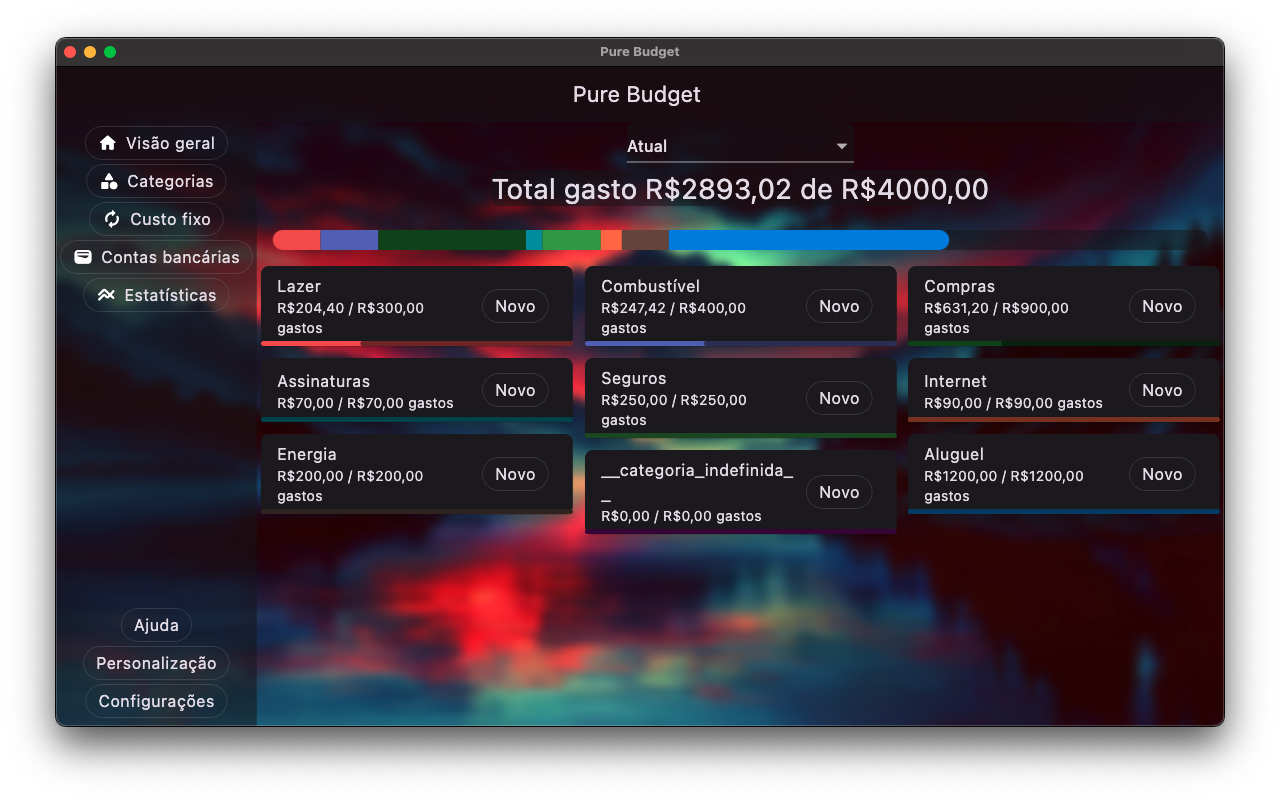 Pure Budget
Pure Budget
Visão geral
Categorias
Custo fixo
Contas bancárias
Estatísticas
Ajuda
Personalização
Configurações
Atual
Total gasto R$2893,02 de R$4000,00
Lazer
R$204,40 / R$300,00
gastos
Novo
Combustível
R$247,42 / R$400,00
gastos
Novo
Compras
R$631,20 / R$900,00
gastos
Novo
Assinaturas
R$70,00 / R$70,00 gastos
Novo
Seguros
R$250,00 / R$250,00
gastos
Novo
Internet
R$90,00 / R$90,00 gastos
Novo
Energia
R$200,00 / R$200,00
gastos
Novo
__categoria_indefinida_
_
R$0,00 / R$0,00 gastos
Novo
Aluguel
R$1200,00 / R$1200,00
gastos
Novo